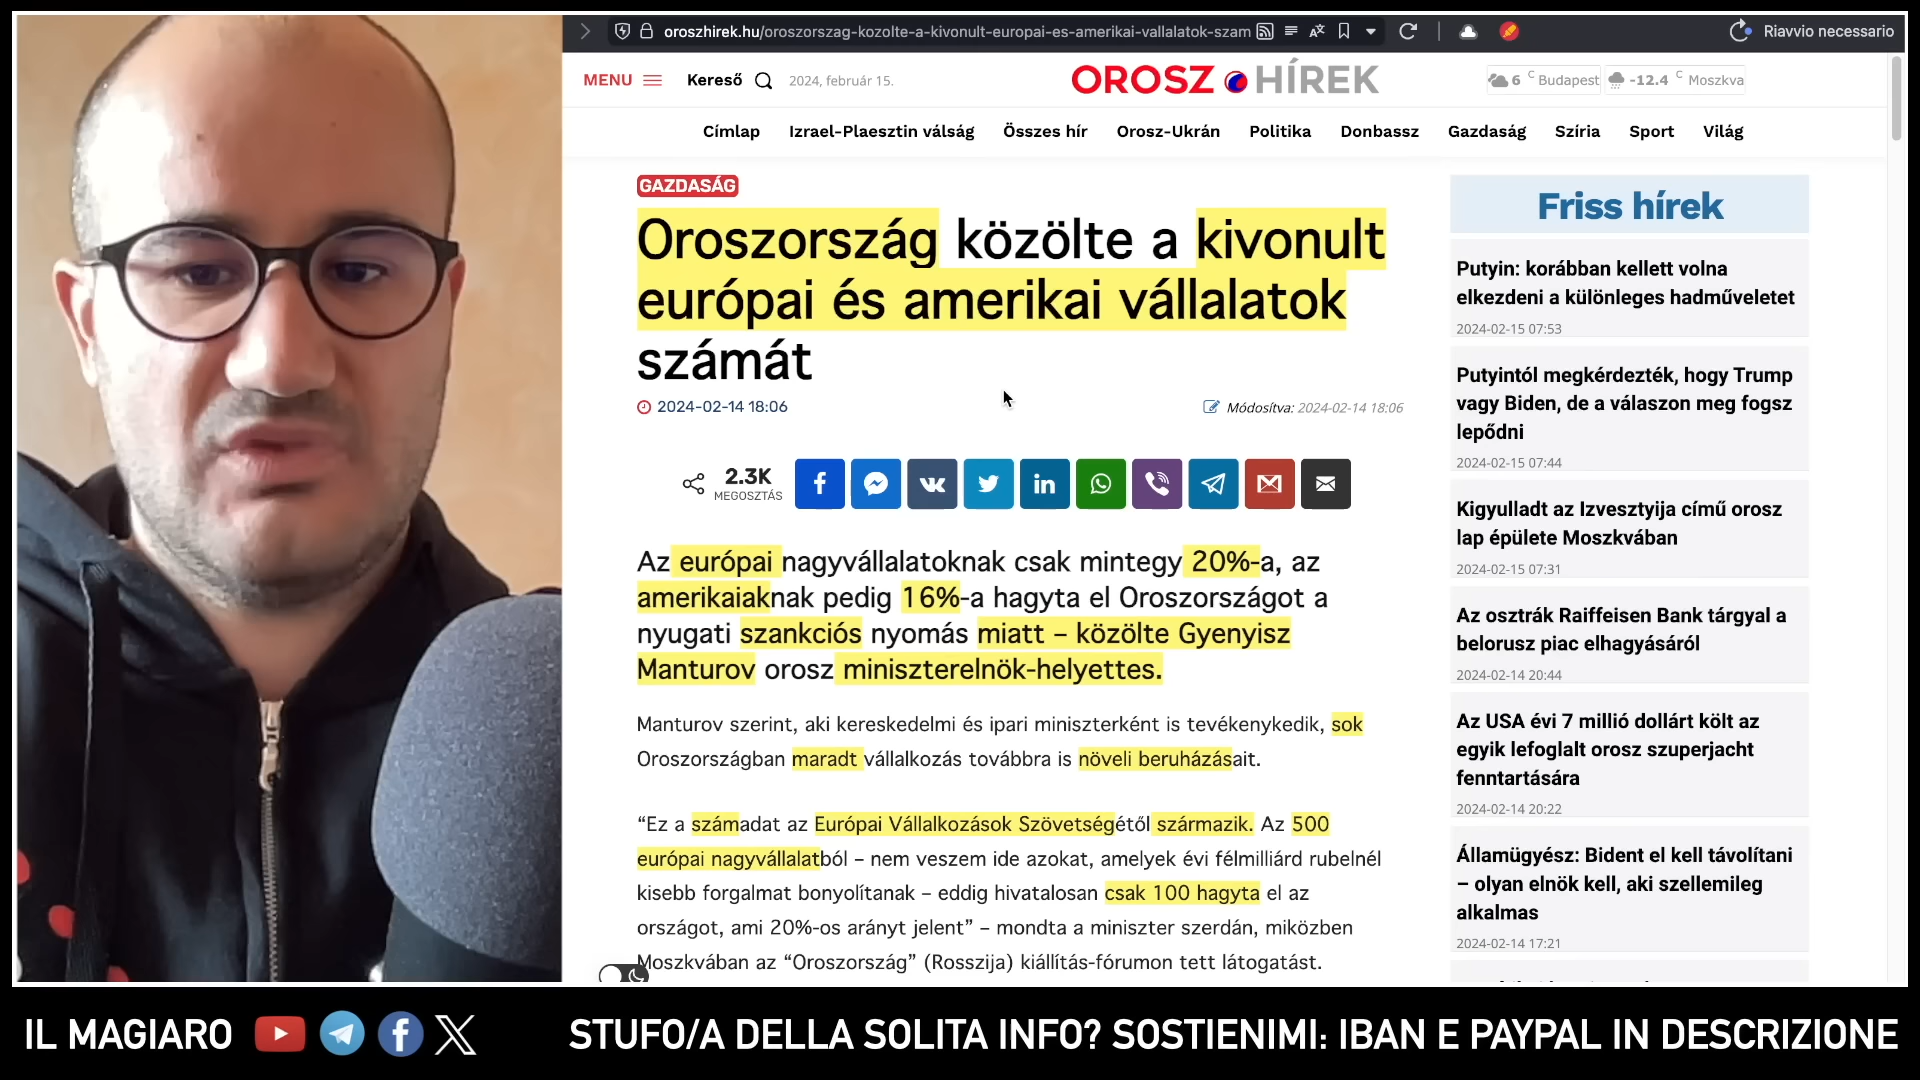 oroszhirek.hu/oroszorszag-kozolte-a-kivonult-europai-es-amerikai-vallalatok-szam
Riavvio necessario
MENU
Kereső
2024, február 15.
OROSZ HÍREK
6 C Budapest
-12.4 C Moszkva
Címlap Izrael-Plaesztin válság Összes hír Orosz-Ukrán Politika Donbassz Gazdaság Szíria Sport Világ
GAZDASÁG
Oroszország közölte a kivonult
európai és amerikai vállalatok
számát
2024-02-14 18:06
Módosítva: 2024-02-14 18:06
2.3K
MEGOSZTÁS
Az európai nagyvállalatoknak csak mintegy 20%-a, az
amerikaiaknak pedig 16%-a hagyta el Oroszországot a
nyugati szankciós nyomás miatt – közölte Gyenyisz
Manturov orosz miniszterelnök-helyettes.
Manturov szerint, aki kereskedelmi és ipari miniszterként is tevékenykedik, sok
Oroszországban maradt vállalkozás továbbra is növeli beruházásait.
“Ez a számadat az Európai Vállalkozások Szövetségétől származik. Az 500
európai nagyvállalatból – nem veszem ide azokat, amelyek évi félmilliárd rubelnél
kisebb forgalmat bonyolítanak – eddig hivatalosan csak 100 hagyta el az
országot, ami 20%-os arányt jelent” – mondta a miniszter szerdán, miközben
Moszkvában az “Oroszország” (Rosszija) kiállítás-fórumon tett látogatást.
Friss hírek
Putyin: korábban kellett volna
elkezdeni a különleges hadműveletet
2024-02-15 07:53
Putyintól megkérdezték, hogy Trump
vagy Biden, de a válaszon meg fogsz
lepődni
2024-02-15 07:44
Kigyulladt az Izvesztyija című orosz
lap épülete Moszkvában
2024-02-15 07:31
Az osztrák Raiffeisen Bank tárgyal a
belorusz piac elhagyásáról
2024-02-14 20:44
Az USA évi 7 millió dollárt költ az
egyik lefoglalt orosz szuperjacht
fenntartására
2024-02-14 20:22
Államügyész: Bident el kell távolítani
– olyan elnök kell, aki szellemileg
alkalmas
2024-02-14 17:21
IL MAGIARO
STUFO/A DELLA SOLITA INFO? SOSTIENIMI: IBAN E PAYPAL IN DESCRIZIONE